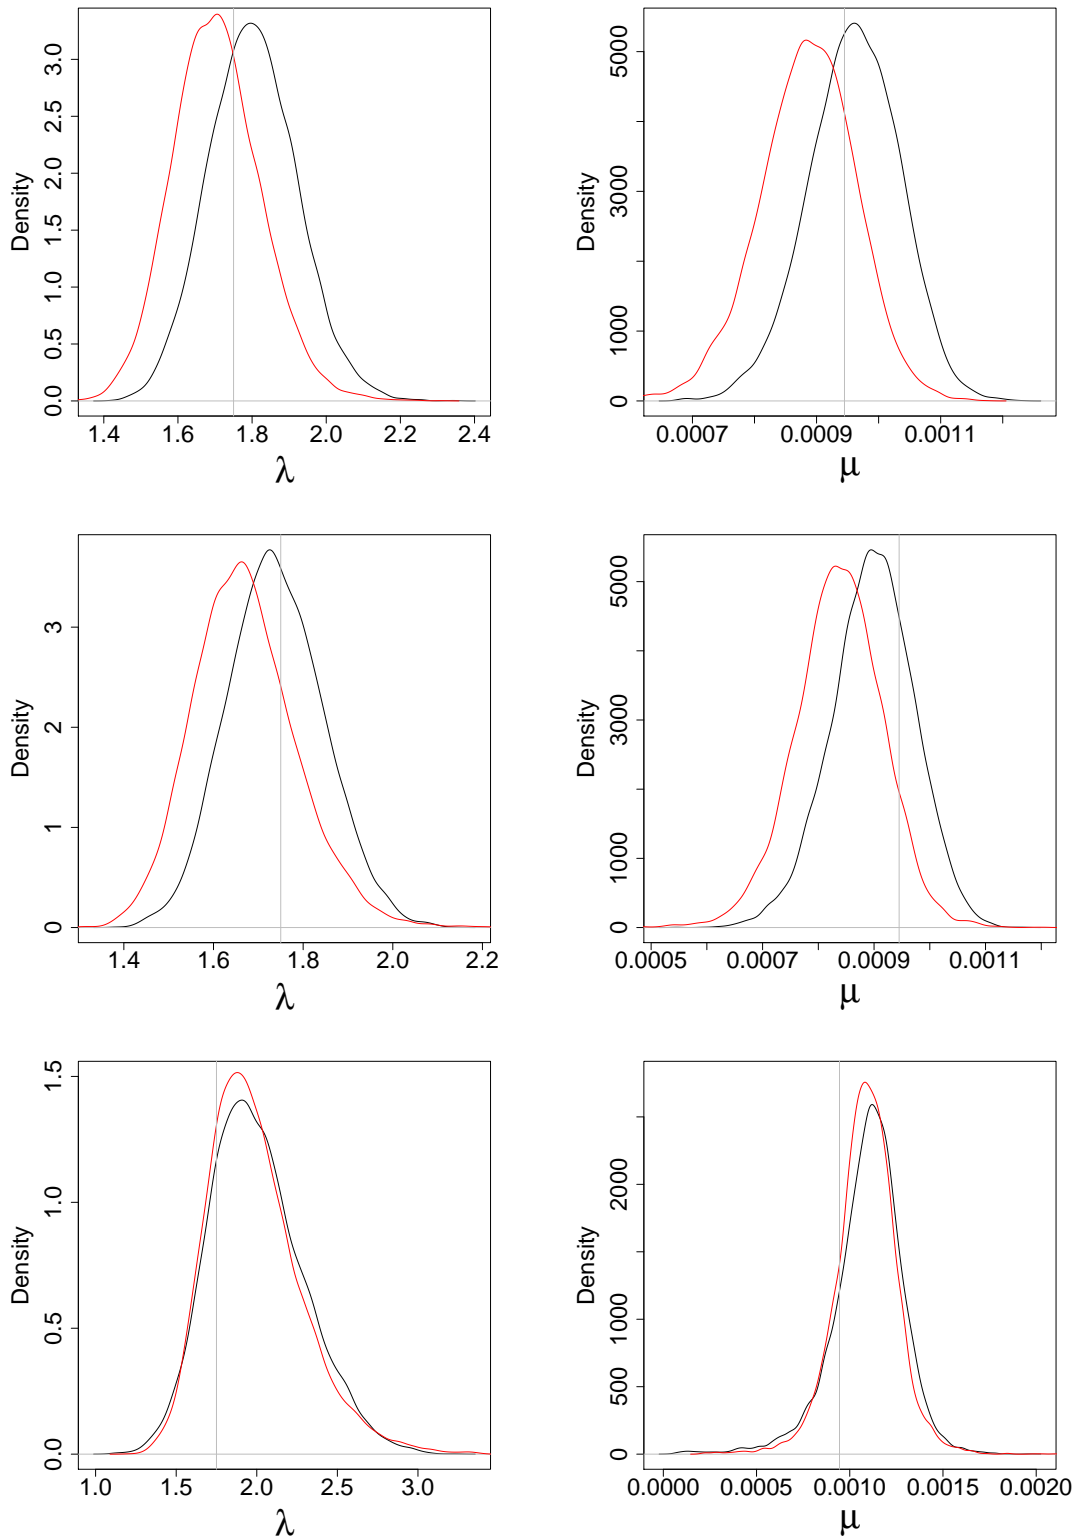 Density
0.0 0.5 1.0 1.5 2.0 2.5 3.0
1.4 1.6 1.8 2.0 2.2 2.4
λ
Density
0 1000 3000 5000
0.0007 0.0009 0.0011
μ
Density
0 1 2 3
1.4 1.6 1.8 2.0 2.2
λ
Density
0 1000 3000 5000
0.0005 0.0007 0.0009 0.0011
μ
Density
0.0 0.5 1.0 1.5
1.0 1.5 2.0 2.5 3.0
λ
Density
0 500 1000 2000
0.0000 0.0005 0.0010 0.0015 0.0020
μ